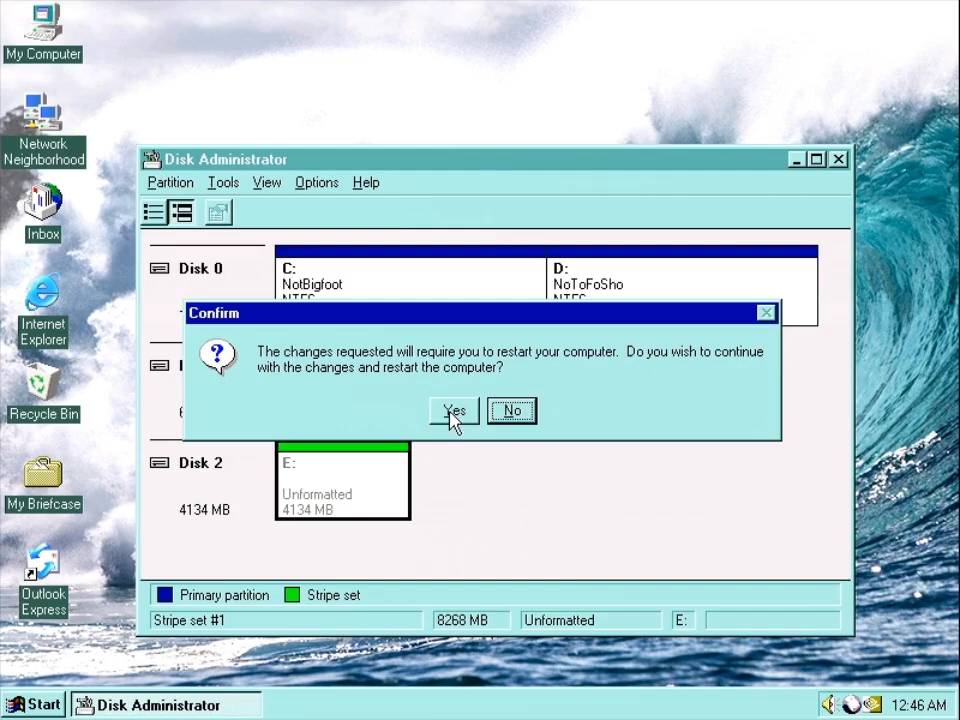 My Computer
Network
Neighborhood
Inbox
Internet
Explorer
Recycle Bin
My Briefcase
Outlook
Express
Disk Administrator
Partition Tools View Options Help
Disk 0
C:
NotBigfoot
NTFS
D:
NoToFoSho
NTFS
Confirm
The changes requested will require you to restart your computer. Do you wish to continue
with the changes and restart the computer?
Yes No
Disk 2
4134 MB
E:
Unformatted
4134 MB
Primary partition Stripe set
Stripe set #1 8268 MB Unformatted E:
Start Disk Administrator 12:46 AM